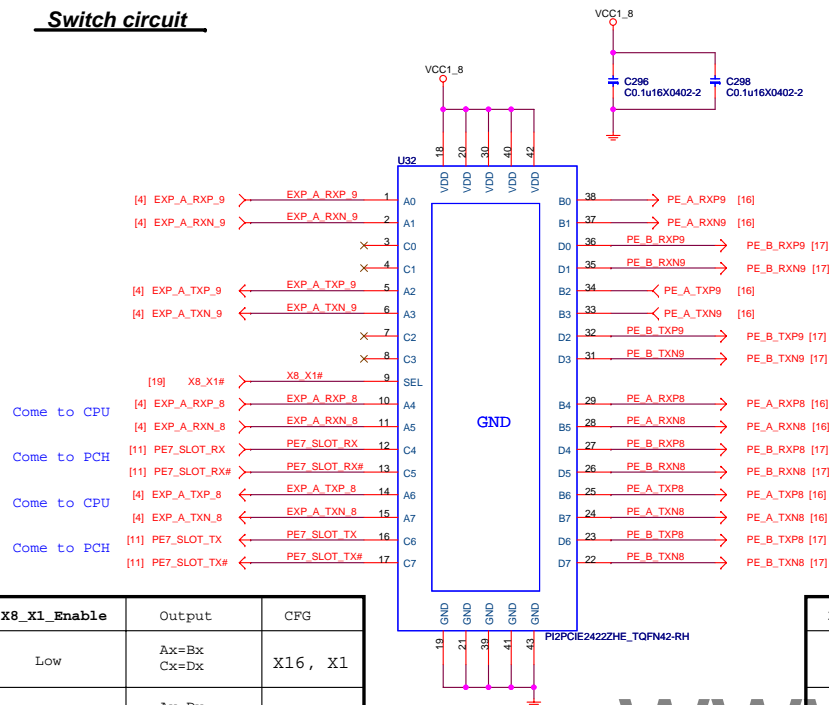 Switch circuit
VCC1_8
C296
C0.1u16X0402-2
C298
C0.1u16X0402-2
VCC1_8
U32
18 20 30 40 42
VDD VDD VDD VDD VDD
[4] EXP_A_RXP_9 EXP_A_RXP_9 1 A0 B0 38 PE_A_RXP9 [16]
[4] EXP_A_RXN_9 EXP_A_RXN_9 2 A1 B1 37 PE_A_RXN9 [16]
3 C0 D0 36 PE_B_RXP9 PE_B_RXP9 [17]
4 C1 D1 35 PE_B_RXN9 PE_B_RXN9 [17]
[4] EXP_A_TXP_9 EXP_A_TXP_9 5 A2 B2 34 PE_A_TXP9 [16]
[4] EXP_A_TXN_9 EXP_A_TXN_9 6 A3 B3 33 PE_A_TXN9 [16]
7 C2 D2 32 PE_B_TXP9 PE_B_TXP9 [17]
8 C3 D3 31 PE_B_TXN9 PE_B_TXN9 [17]
[19] X8_X1# X8_X1# 9 SEL
Come to CPU [4] EXP_A_RXP_8 EXP_A_RXP_8 10 A4 B4 29 PE_A_RXP8 PE_A_RXP8 [16]
[4] EXP_A_RXN_8 EXP_A_RXN_8 11 A5 GND B5 28 PE_A_RXN8 PE_A_RXN8 [16]
Come to PCH [11] PE7_SLOT_RX PE7_SLOT_RX 12 C4 D4 27 PE_B_RXP8 PE_B_RXP8 [17]
[11] PE7_SLOT_RX# PE7_SLOT_RX# 13 C5 D5 26 PE_B_RXN8 PE_B_RXN8 [17]
Come to CPU [4] EXP_A_TXP_8 EXP_A_TXP_8 14 A6 B6 25 PE_A_TXP8 PE_A_TXP8 [16]
[4] EXP_A_TXN_8 EXP_A_TXN_8 15 A7 B7 24 PE_A_TXN8 PE_A_TXN8 [16]
Come to PCH [11] PE7_SLOT_TX PE7_SLOT_TX 16 C6 D6 23 PE_B_TXP8 PE_B_TXP8 [17]
[11] PE7_SLOT_TX# PE7_SLOT_TX# 17 C7 D7 22 PE_B_TXN8 PE_B_TXN8 [17]
GND GND GND GND GND
19 21 39 41 43
PI2PCIE2422ZHE_TQFN42-RH
X8_X1_Enable Output CFG
Low Ax=Bx
Cx=Dx X16, X1